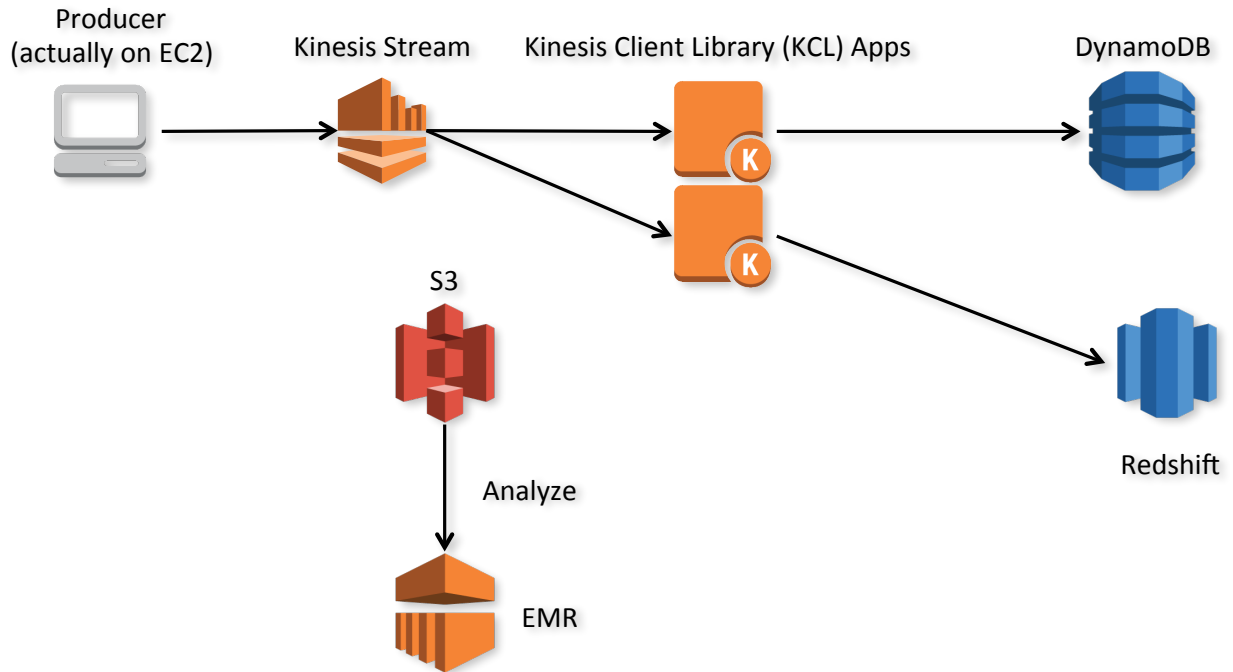 Producer
(actually on EC2)
Kinesis Stream
Kinesis Client Library (KCL) Apps
DynamoDB
K
K
S3
Redshift
Analyze
EMR